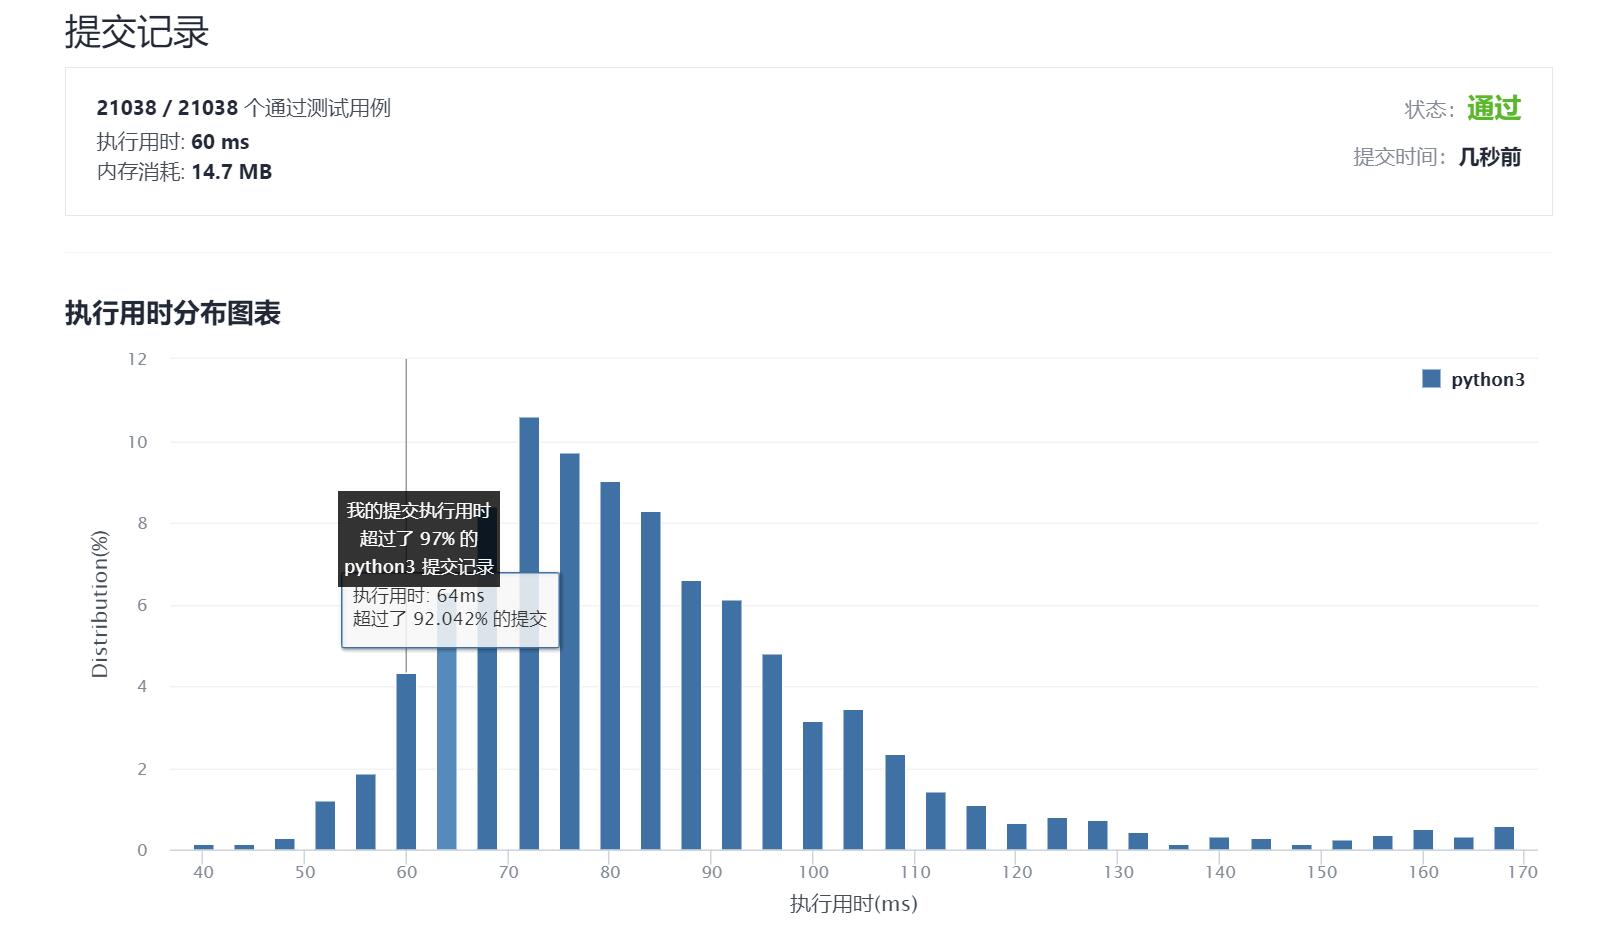 提交记录
21038 / 21038 个通过测试用例
状态：通过
执行用时: 60 ms
内存消耗: 14.7 MB
提交时间：几秒前
执行用时分布图表
python3
12
10
8
6
4
2
0
Distribution(%)
我的提交执行用时
超过了 97% 的
python3 提交记录
执行用时: 64ms
超过了 92.042% 的提交
40 50 60 70 80 90 100 110 120 130 140 150 160 170
执行用时(ms)